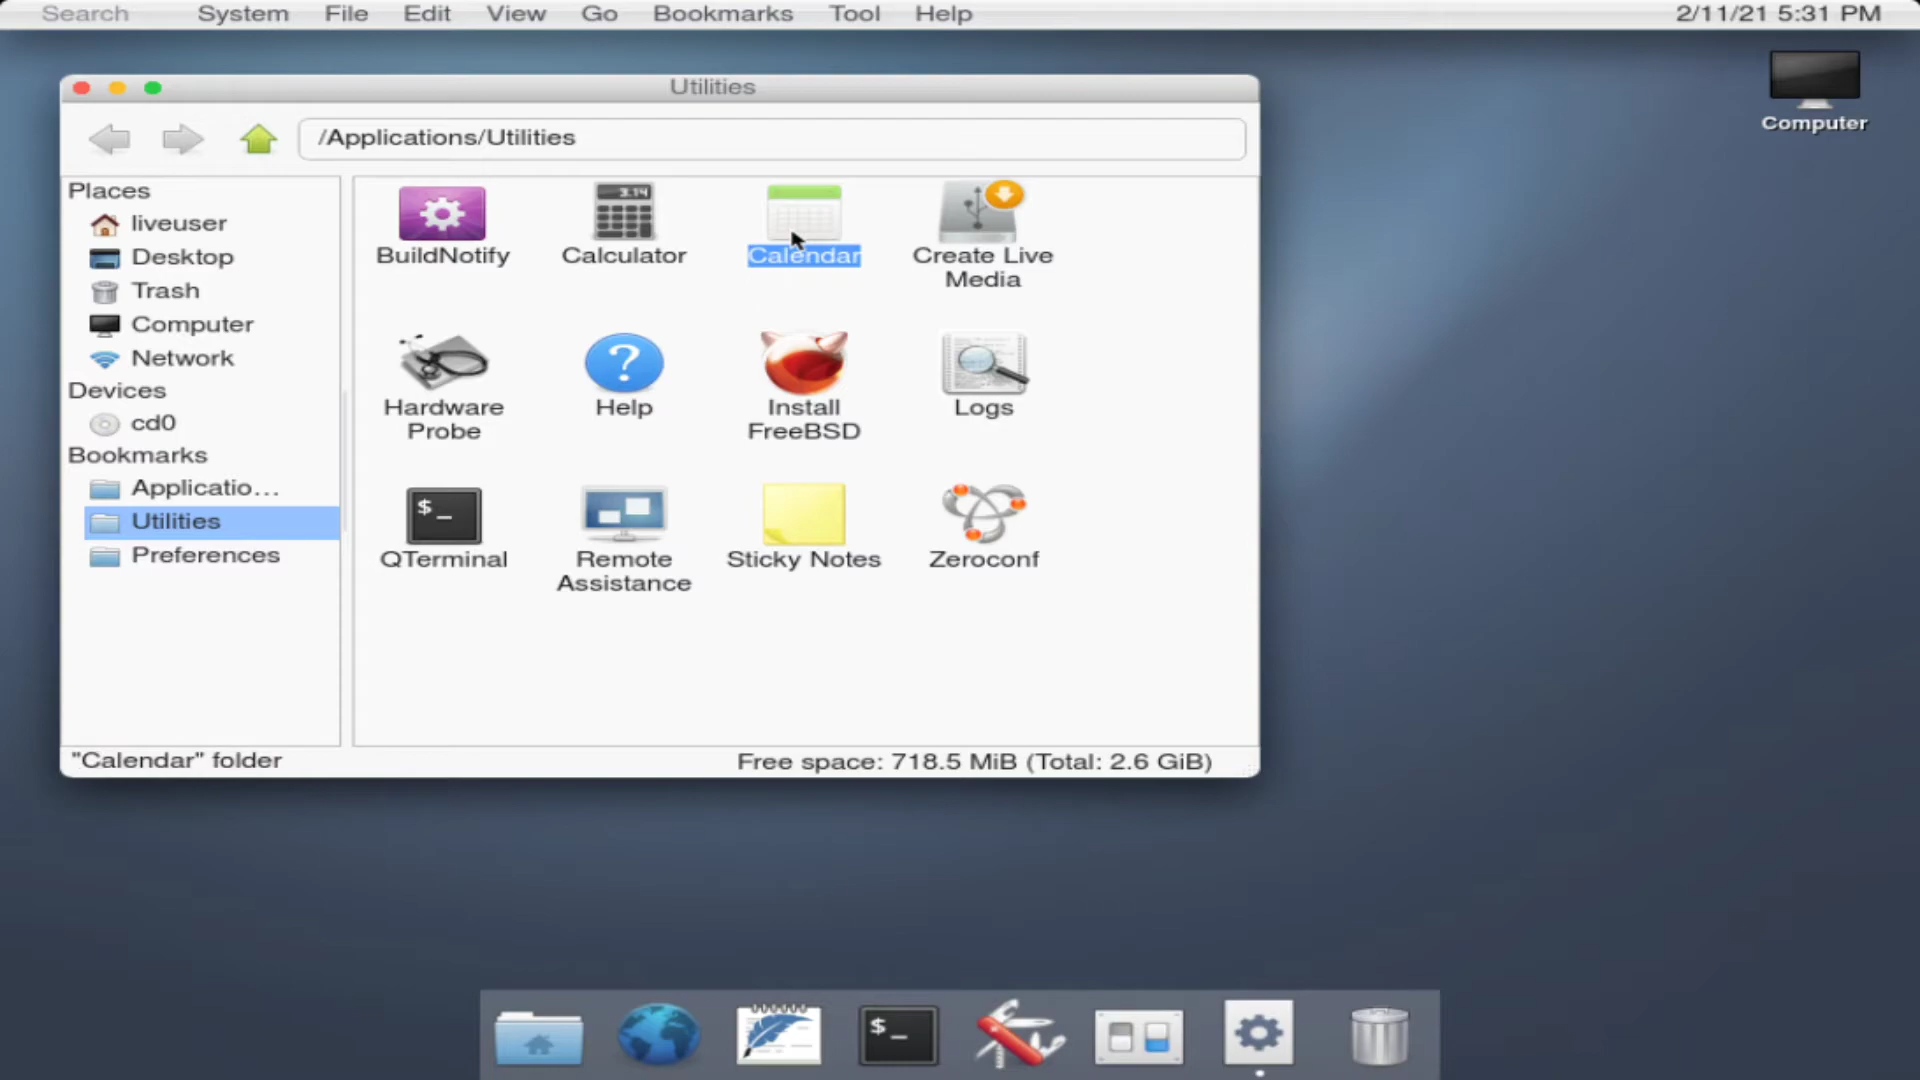 Search System File Edit View Go Bookmarks Tool Help 2/11/21 5:31 PM
Computer
Utilities
/Applications/Utilities
Places
liveuser
Desktop
Trash
Computer
Network
Devices
cd0
Bookmarks
Applicatio...
Utilities
Preferences
BuildNotify Calculator Calendar Create Live
Media
3.14
Hardware Help Install Logs
Probe FreeBSD
?
$_
QTerminal Remote Sticky Notes Zeroconf
Assistance
"Calendar" folder Free space: 718.5 MiB (Total: 2.6 GiB)
$_